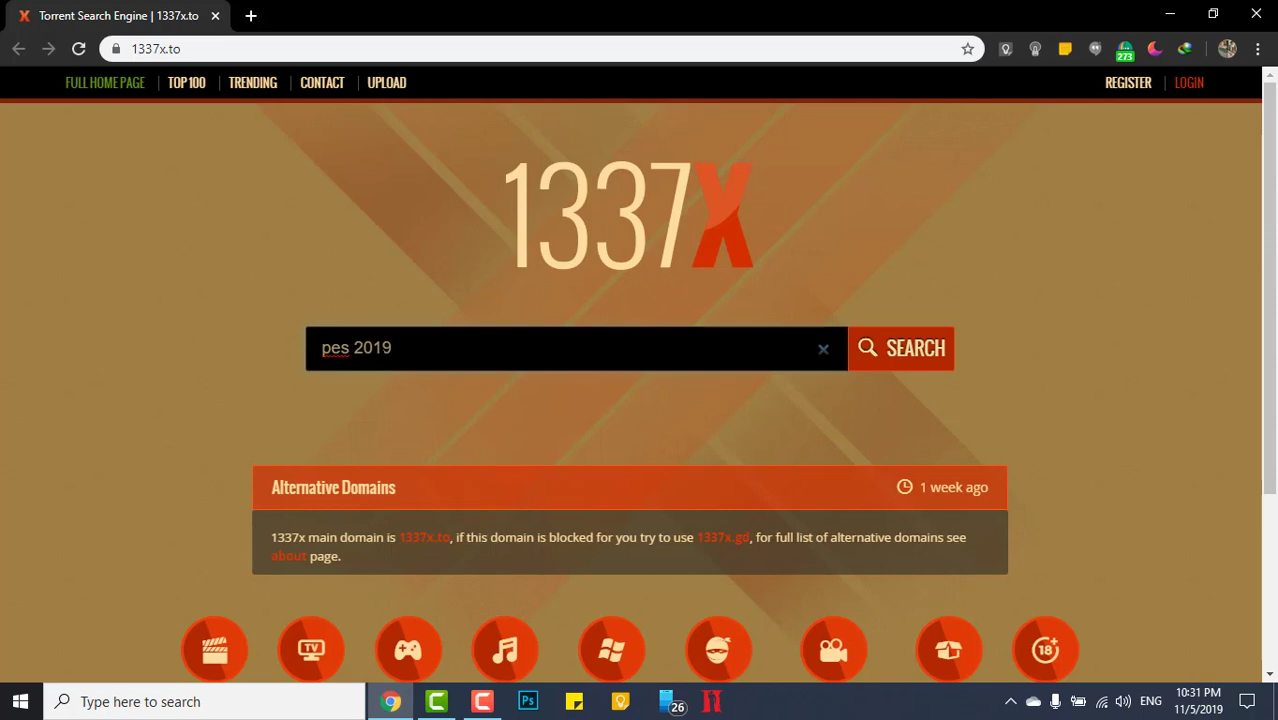 Torrent Search Engine | 1337x.to
1337x.to
273
FULL HOME PAGE
TOP 100
TRENDING
CONTACT
UPLOAD
REGISTER
LOGIN
1337X
pes 2019
SEARCH
Alternative Domains
1 week ago
1337x main domain is 1337x.to, if this domain is blocked for you try to use 1337x.gd, for full list of alternative domains see
about page.
TV
18+
Type here to search
Ps
26
ENG
10:31 PM
11/5/2019